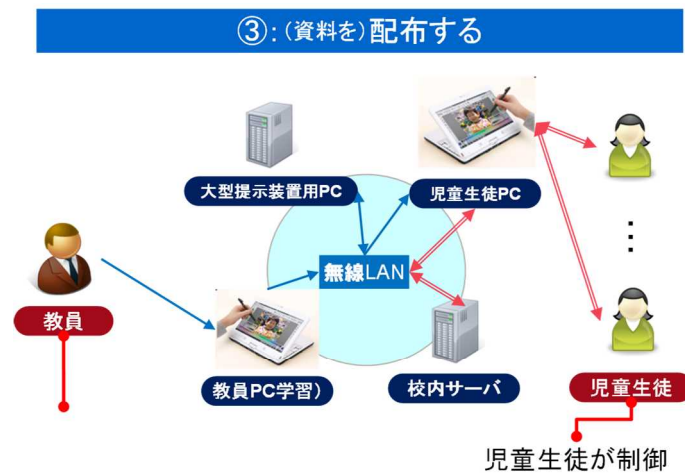 ③:(資料を)配布する
大型提示装置用PC
児童生徒PC
無線LAN
教員
教員PC学習)
校内サーバ
児童生徒
児童生徒が制御